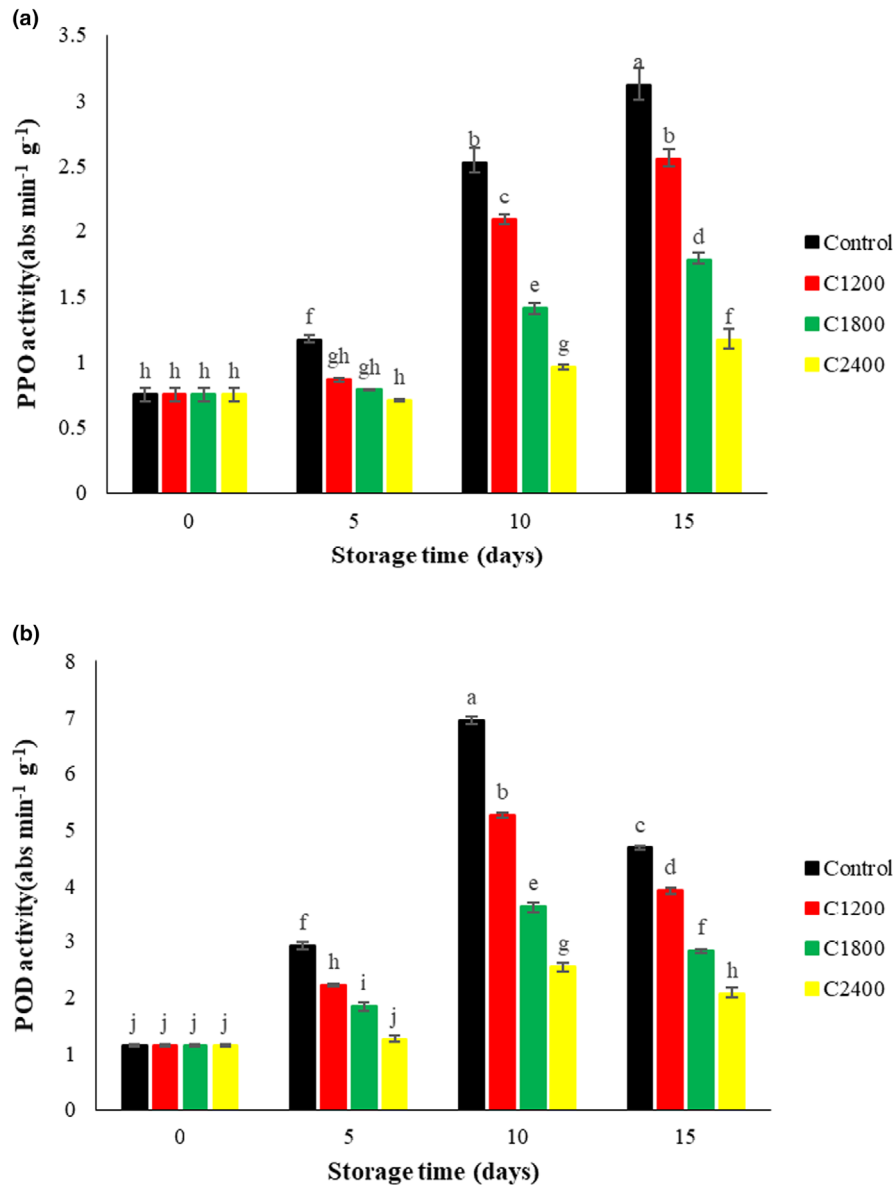 (a)
3.5
3
2.5
2
1.5
1
0.5
0
PPO activity(abs min⁻¹ g⁻¹)
h h h h
f gh gh h
b c e g
a b d f
0 5 10 15
Storage time (days)
Control
C1200
C1800
C2400
(b)
8
7
6
5
4
3
2
1
0
POD activity(abs min⁻¹ g⁻¹)
j j j j
f h i j
a b e g
c d f h
0 5 10 15
Storage time (days)
Control
C1200
C1800
C2400